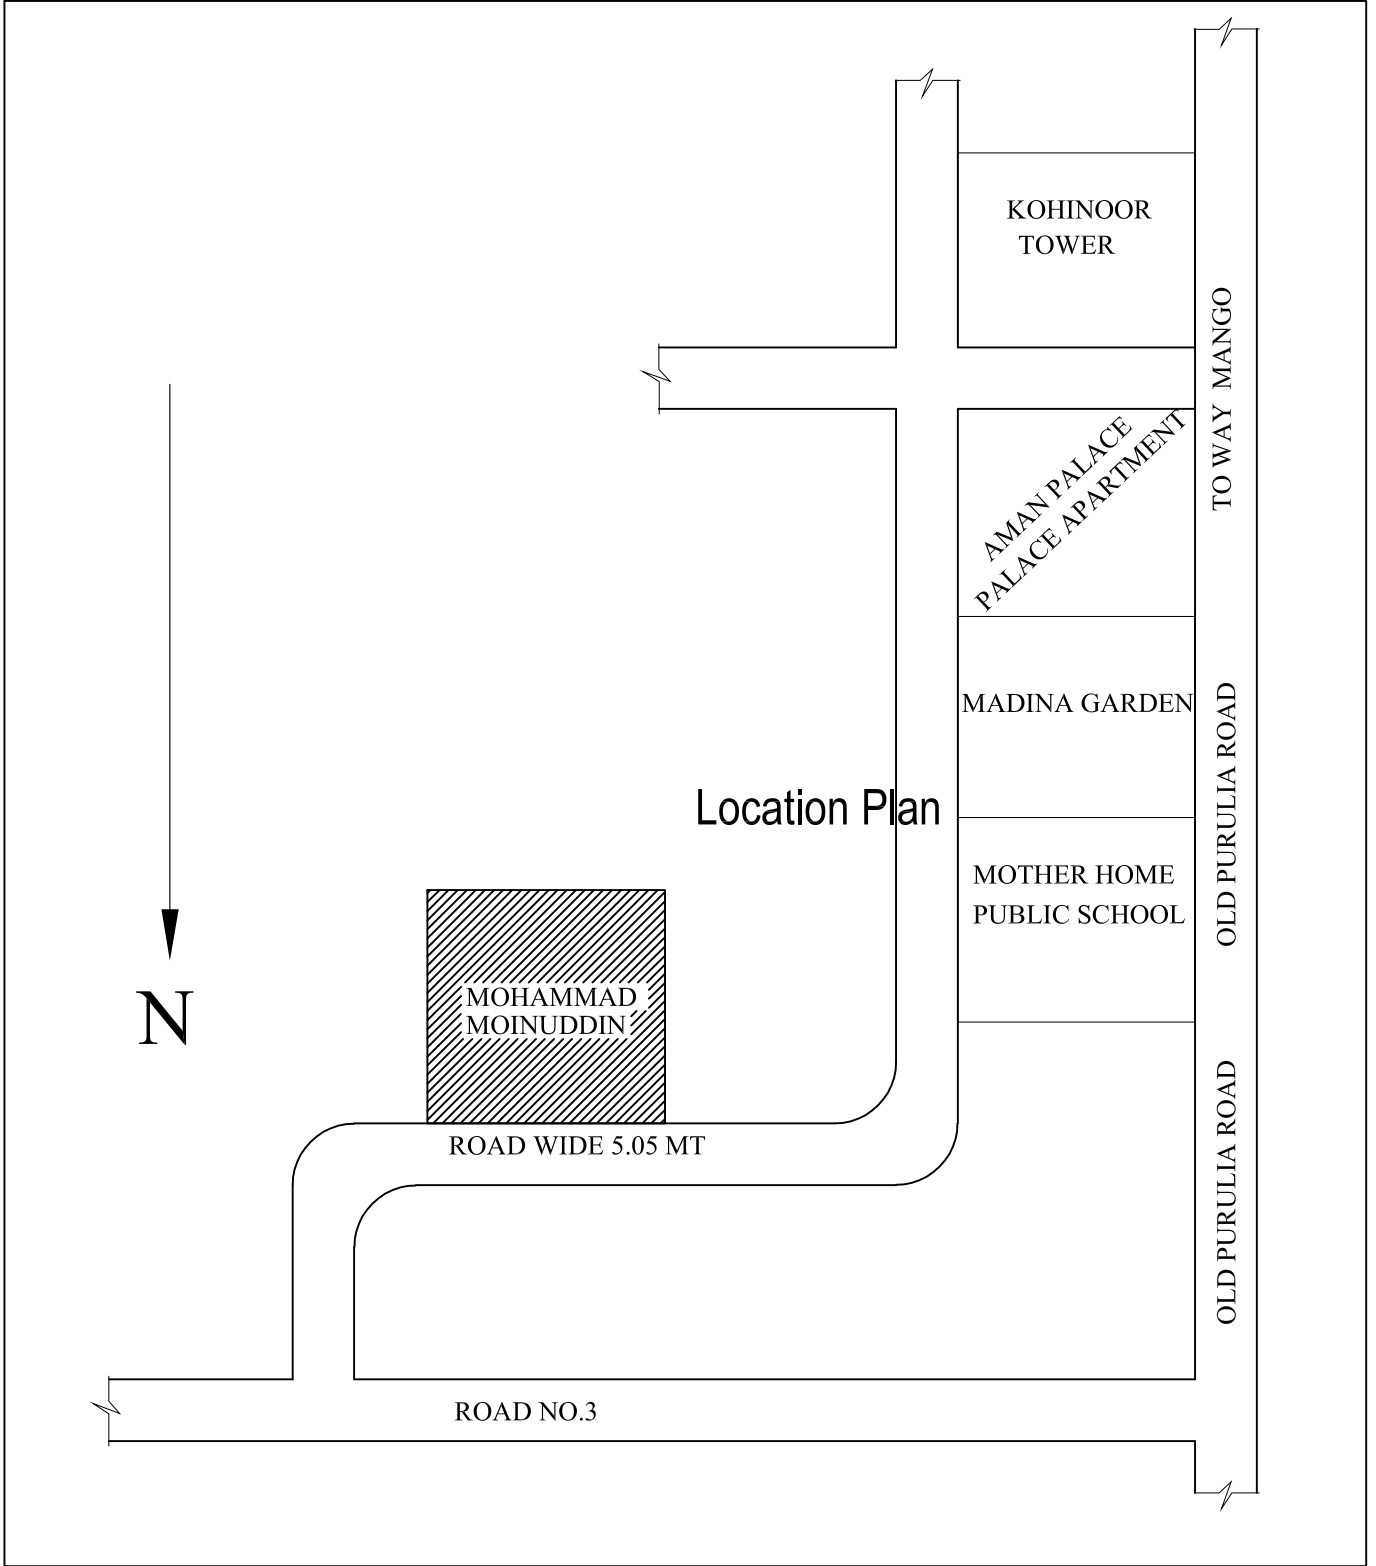 KOHINOOR
TOWER
TO WAY MANGO
AMAN PALACE
PALACE APARTMENT
MADINA GARDEN
OLD PURULIA ROAD
Location Plan
MOTHER HOME
PUBLIC SCHOOL
N
MOHAMMAD
MOINUDDIN
ROAD WIDE 5.05 MT
OLD PURULIA ROAD
ROAD NO.3